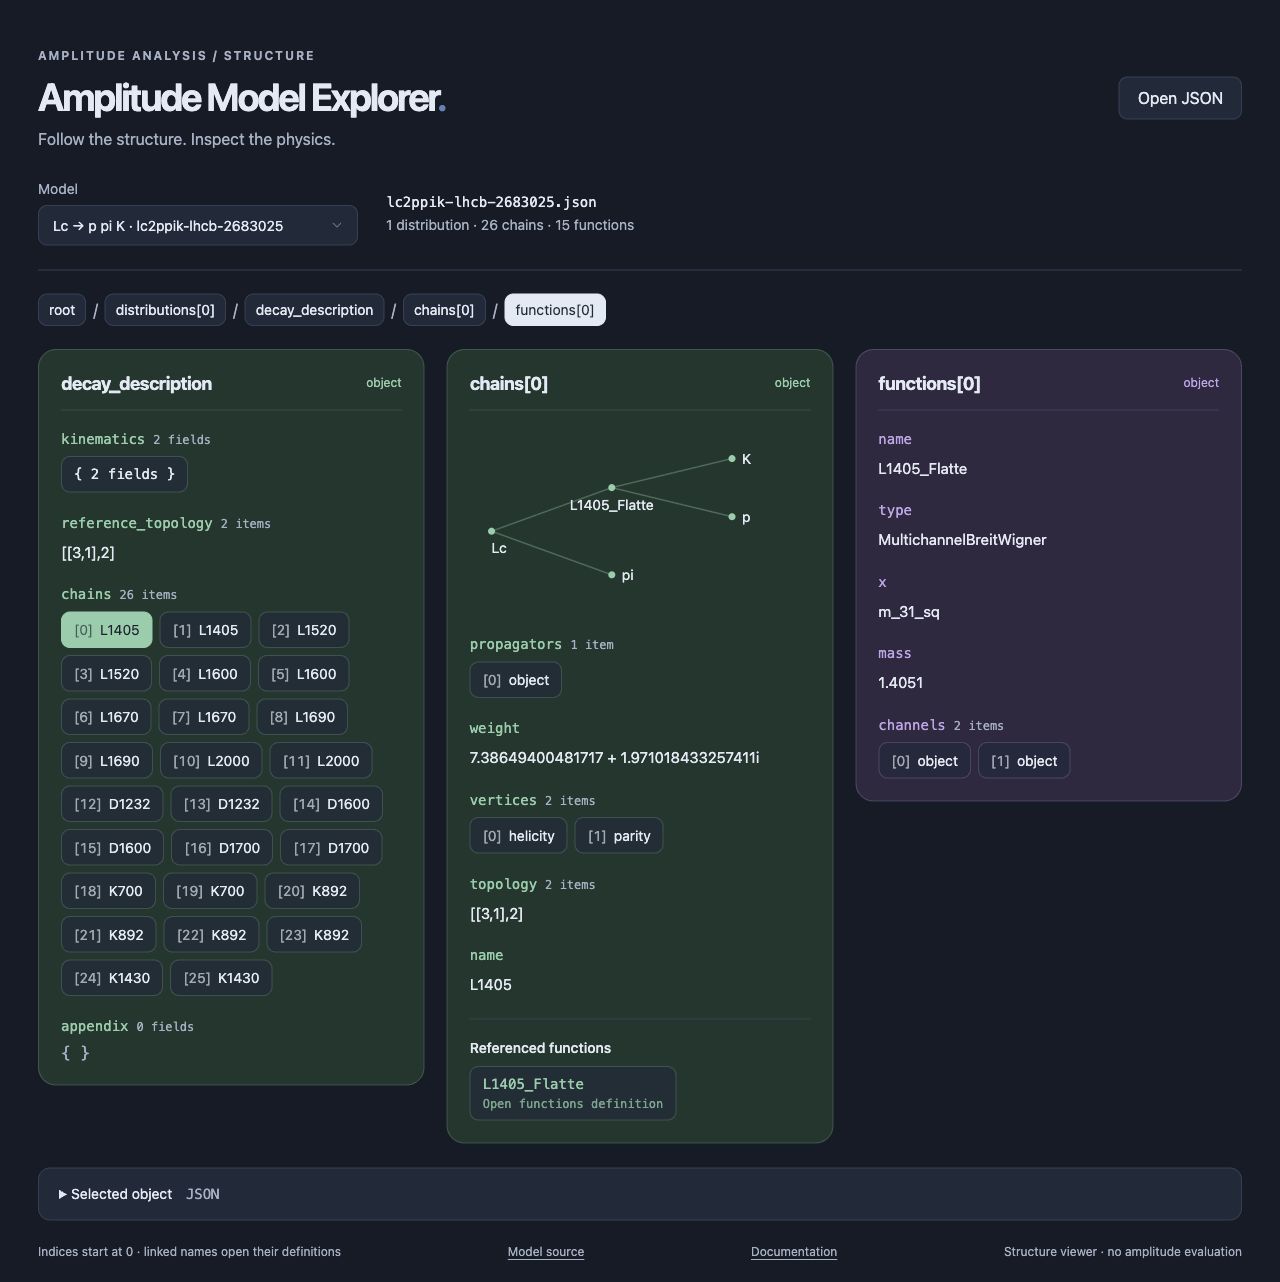 AMPLITUDE ANALYSIS / STRUCTURE
Amplitude Model Explorer.
Open JSON
Follow the structure. Inspect the physics.
Model
Lc → p pi K · lc2ppik-lhcb-2683025
lc2ppik-lhcb-2683025.json
1 distribution · 26 chains · 15 functions
root / distributions[0] / decay_description / chains[0] / functions[0]
decay_description object
kinematics 2 fields
{ 2 fields }
reference_topology 2 items
[[3,1],2]
chains 26 items
[0] L1405 [1] L1405 [2] L1520
[3] L1520 [4] L1600 [5] L1600
[6] L1670 [7] L1670 [8] L1690
[9] L1690 [10] L2000 [11] L2000
[12] D1232 [13] D1232 [14] D1600
[15] D1600 [16] D1700 [17] D1700
[18] K700 [19] K700 [20] K892
[21] K892 [22] K892 [23] K892
[24] K1430 [25] K1430
appendix 0 fields
{ }
chains[0] object
K
L1405_Flatte
p
Lc
pi
propagators 1 item
[0] object
weight
7.38649400481717 + 1.971018433257411i
vertices 2 items
[0] helicity [1] parity
topology 2 items
[[3,1],2]
name
L1405
Referenced functions
L1405_Flatte
Open functions definition
functions[0] object
name
L1405_Flatte
type
MultichannelBreitWigner
x
m_31_sq
mass
1.4051
channels 2 items
[0] object [1] object
Selected object JSON
Indices start at 0 · linked names open their definitions
Model source
Documentation
Structure viewer · no amplitude evaluation